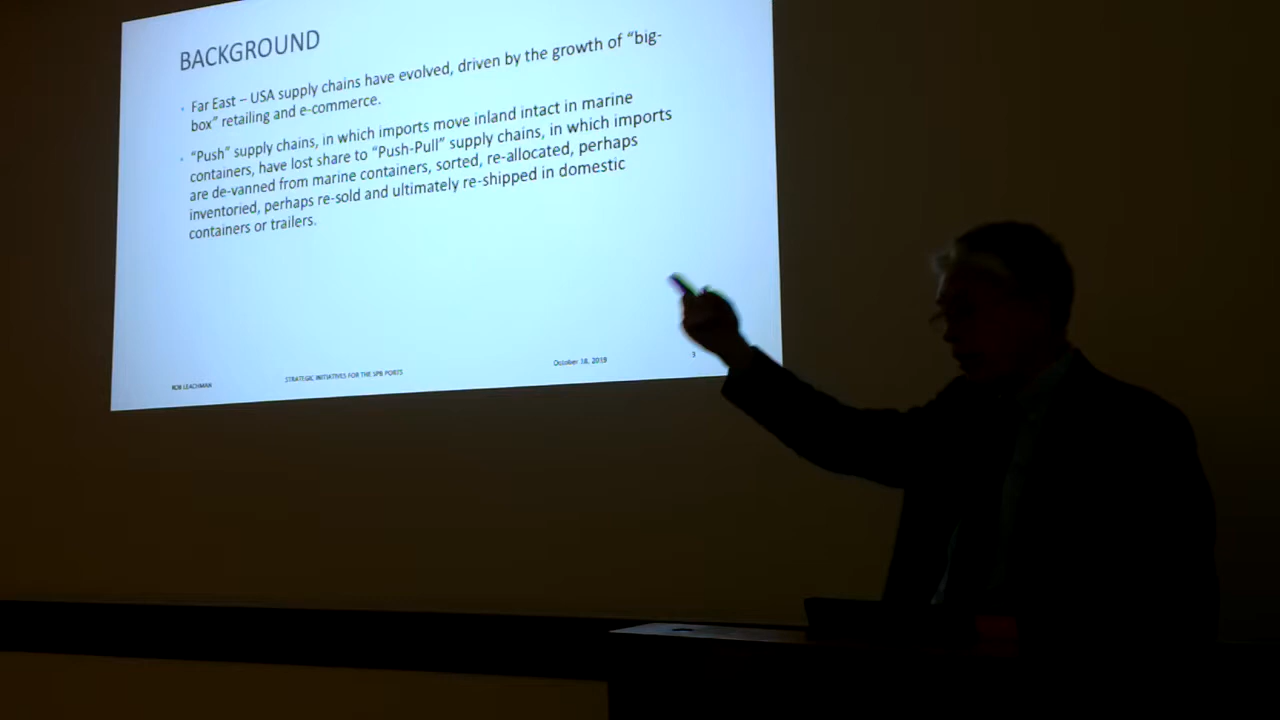 BACKGROUND
Far East – USA supply chains have evolved, driven by the growth of “big-
box” retailing and e-commerce.
“Push” supply chains, in which imports move inland intact in marine
containers, have lost share to “Push-Pull” supply chains, in which imports
are de-vanned from marine containers, sorted, re-allocated, perhaps
inventoried, perhaps re-sold and ultimately re-shipped in domestic
containers or trailers.
ROB LEACHMAN
STRATEGIC INITIATIVES FOR THE SPB PORTS
October 18, 2019
3